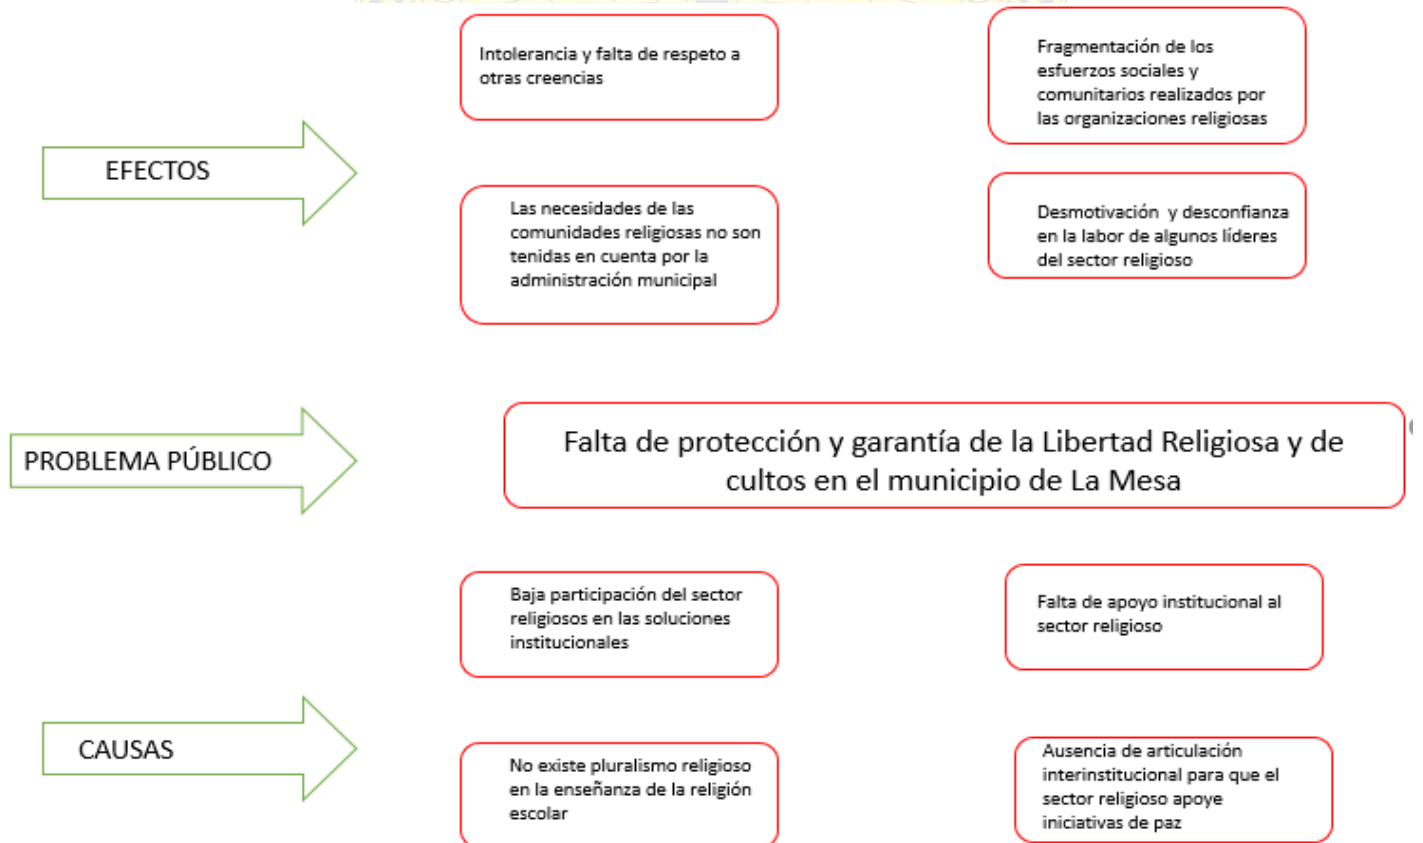 Intolerancia y falta de respeto a
otras creencias
Fragmentación de los
esfuerzos sociales y
comunitarios realizados por
las organizaciones religiosas
EFECTOS
Las necesidades de las
comunidades religiosas no son
tenidas en cuenta por la
administración municipal
Desmotivación y desconfianza
en la labor de algunos líderes
del sector religioso
PROBLEMA PÚBLICO
Falta de protección y garantía de la Libertad Religiosa y de
cultos en el municipio de La Mesa
Baja participación del sector
religiosos en las soluciones
institucionales
Falta de apoyo institucional al
sector religioso
CAUSAS
No existe pluralismo religioso
en la enseñanza de la religión
escolar
Ausencia de articulación
interinstitucional para que el
sector religioso apoye
iniciativas de paz